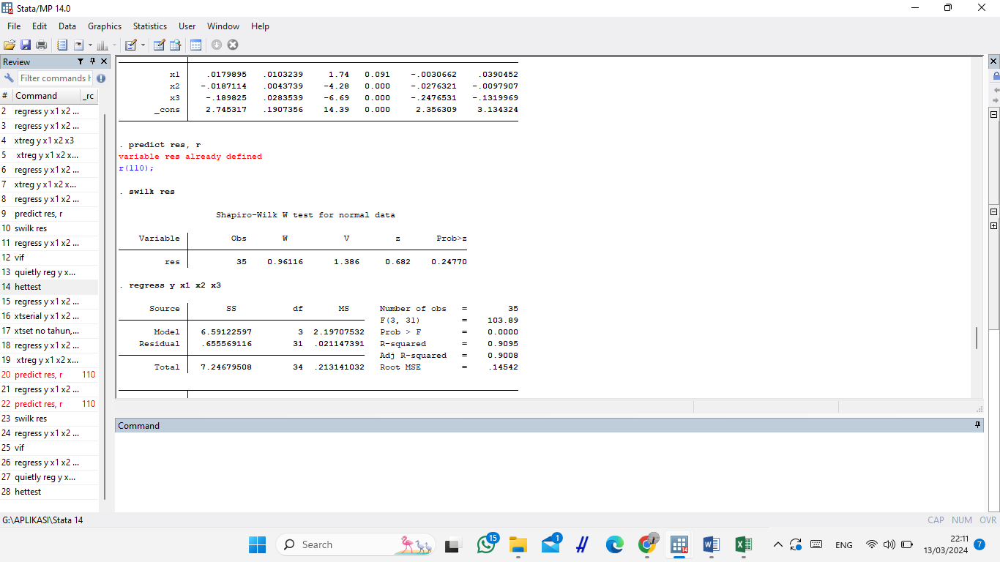 Stata/MP 14.0
File Edit Data Graphics Statistics User Window Help
Review
Filter commands h
# Command _rc
2 regress y x1 x2 ...
3 regress y x1 x2 ...
4 xtreg y x1 x2 x3
5 xtreg y x1 x2 x...
6 regress y x1 x2 ...
7 xtreg y x1 x2 x...
8 regress y x1 x2 ...
9 predict res, r
10 swilk res
11 regress y x1 x2 ...
12 vif
13 quietly reg y x...
14 hettest
15 regress y x1 x2 ...
16 xtserial y x1 x2 ...
17 xtset no tahun,...
18 regress y x1 x2 ...
19 xtreg y x1 x2 x...
20 predict res, r 110
21 regress y x1 x2 ...
22 predict res, r 110
23 swilk res
24 regress y x1 x2 ...
25 vif
26 regress y x1 x2 ...
27 quietly reg y x...
28 hettest
x1 .0179895 .0103239 1.74 0.091 -.0030662 .0390452
x2 -.0187114 .0043739 -4.28 0.000 -.0276321 -.0097907
x3 -.189825 .0283539 -6.69 0.000 -.2476531 -.1319969
_cons 2.745317 .1907356 14.39 0.000 2.356309 3.134324
. predict res, r
variable res already defined
r(110);
. swilk res
Shapiro-Wilk W test for normal data
Variable Obs W V z Prob>z
res 35 0.96116 1.386 0.682 0.24770
. regress y x1 x2 x3
Source SS df MS Number of obs = 35
F(3, 31) = 103.89
Model 6.59122597 3 2.19707532 Prob > F = 0.0000
Residual .655569116 31 .021147391 R-squared = 0.9095
Adj R-squared = 0.9008
Total 7.24679508 34 .213141032 Root MSE = .14542
Command
G:\APLIKASI\Stata 14
CAP NUM OVR
Search
15
1
ENG
22:11
13/03/2024
7